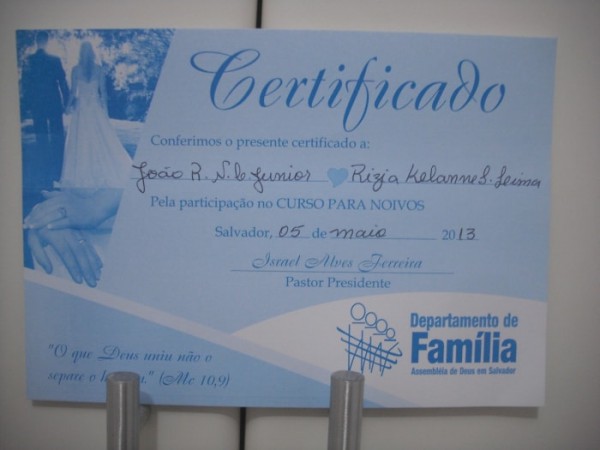 Certificado
Conferimos o presente certificado a:
João R. S. Junior Rizia Kelanne S. Leima
Pela participação no CURSO PARA NOIVOS
Salvador, 05 de maio 2013
Israel Alves Ferreira
Pastor Presidente
Departamento de
Família
Assembléia de Deus em Salvador
"O que Deus uniu não o
separe o (Mc 10,9)